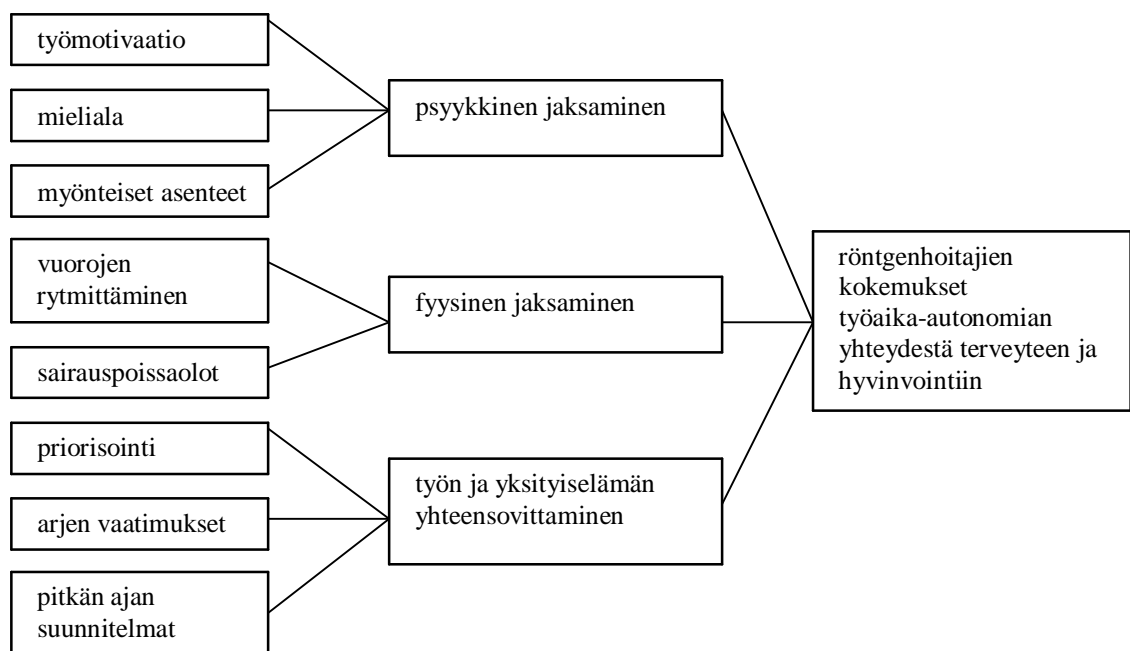 työmotivaatio
mieliala
myönteiset asenteet
vuorojen
rytmittäminen
sairauspoissaolot
priorisointi
arjen vaatimukset
pitkän ajan
suunnitelmat
psyykkinen jaksaminen
fyysinen jaksaminen
työn ja yksityiselämän
yhteensovittaminen
röntgenhoitajien
kokemukset
työaika-autonomian
yhteydestä terveyteen ja
hyvinvointiin